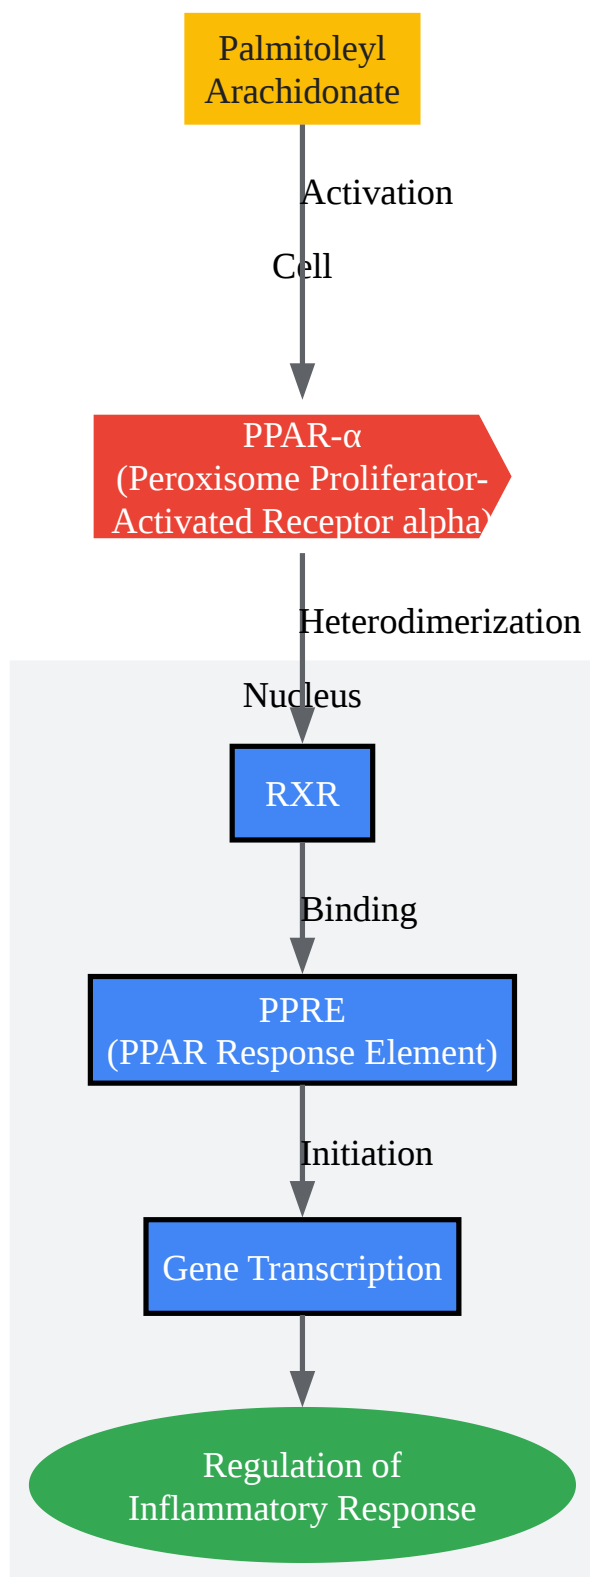 Palmitoleyl
Arachidonate
Activation
Cell
PPAR-α
(Peroxisome Proliferator-
Activated Receptor alpha)
Heterodimerization
Nucleus
RXR
Binding
PPRE
(PPAR Response Element)
Initiation
Gene Transcription
Regulation of
Inflammatory Response